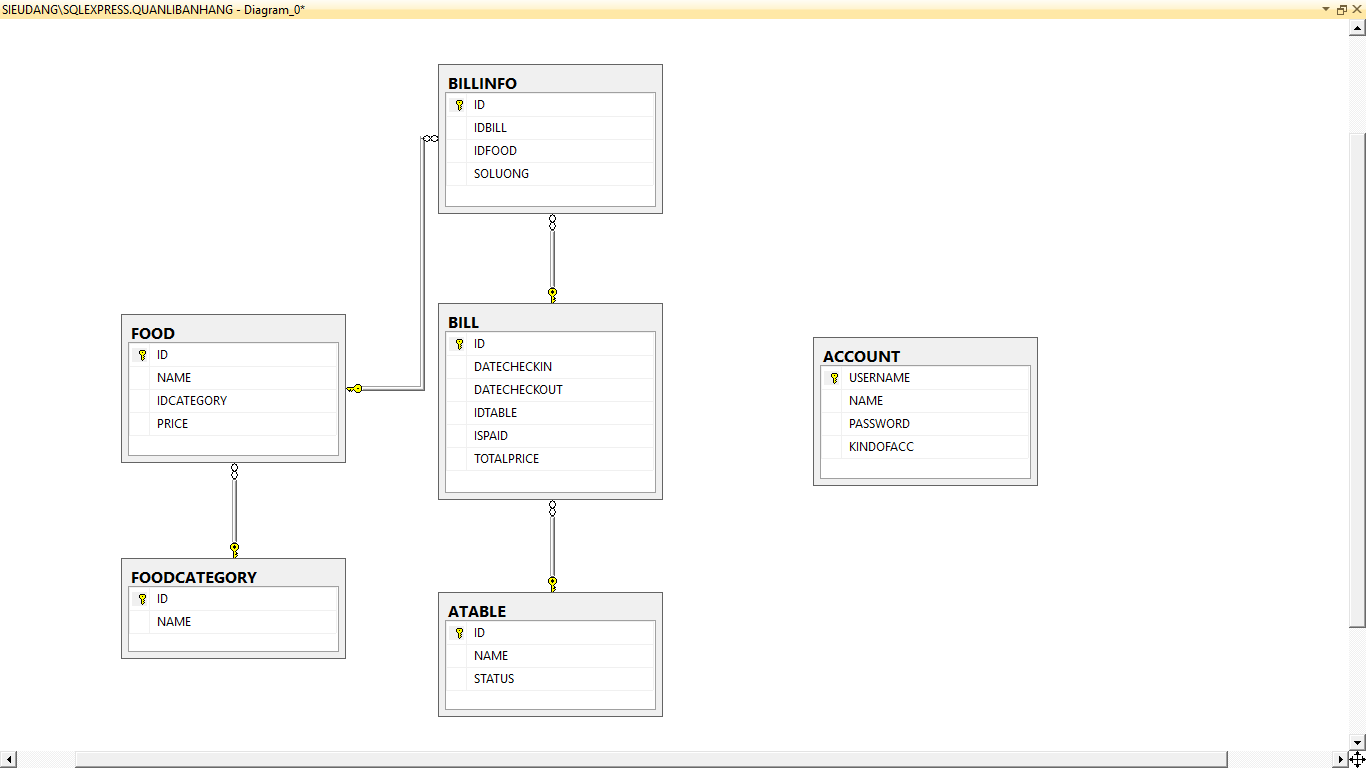 SIEUDANG\SQLEXPRESS.QUANLIBANHANG - Diagram_0*
BILLINFO
ID
IDBILL
IDFOOD
SOLUONG
FOOD
ID
NAME
IDCATEGORY
PRICE
BILL
ID
DATECHECKIN
DATECHECKOUT
IDTABLE
ISPAID
TOTALPRICE
ACCOUNT
USERNAME
NAME
PASSWORD
KINDOFACC
FOODCATEGORY
ID
NAME
ATABLE
ID
NAME
STATUS